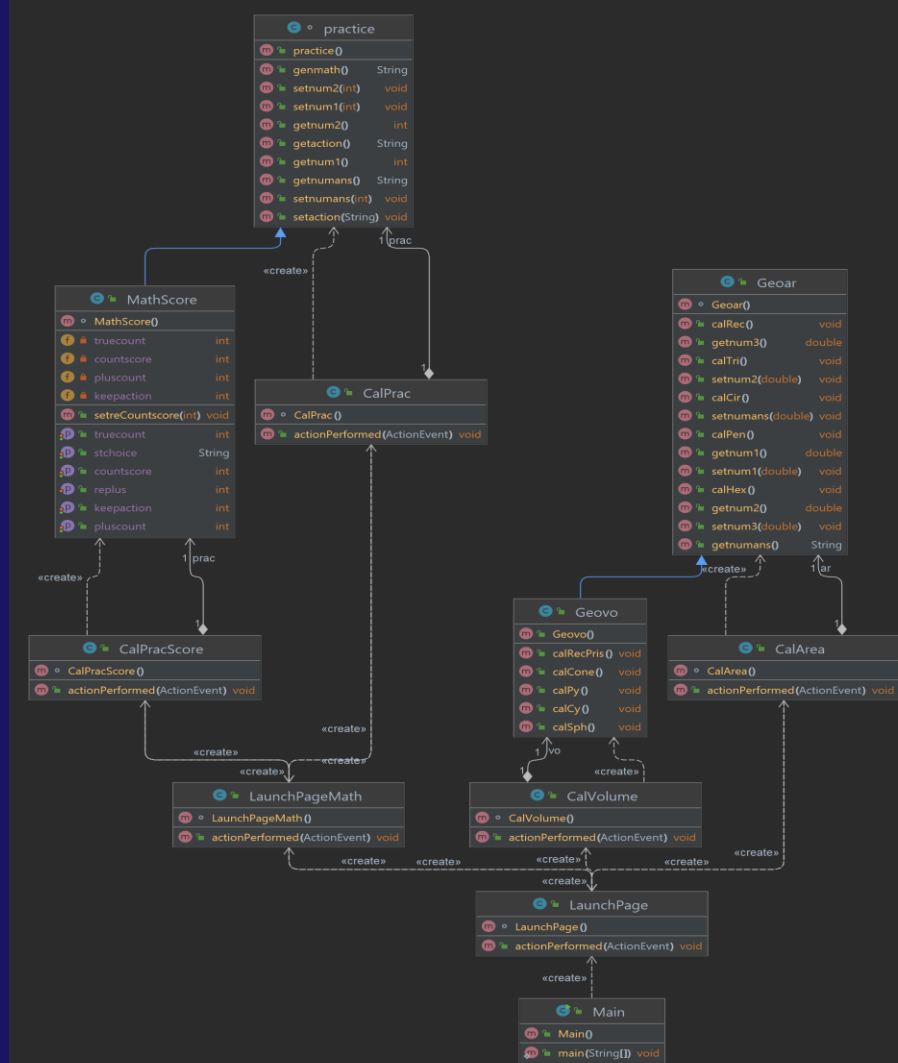 practice
practice()
genmath() String
setnum2(int) void
setnum1(int) void
getnum2() int
getaction() String
getnum1() int
getnumans() String
setnumans(int) void
setaction(String) void
«create»
1 prac
MathScore
MathScore()
truecount int
countscore int
pluscount int
keepaction int
setreCountscore(int) void
truecount int
stchoice String
countscore int
replus int
keepaction int
pluscount int
1
CalPrac
CalPrac()
actionPerformed(ActionEvent) void
Geoar
Geoar()
calRec() void
getnum3() double
calTri() void
setnum2(double) void
calCir() void
setnumans(double) void
calPen() void
getnum1() double
setnum1(double) void
calHex() void
getnum2() double
setnum3(double) void
getnumans() String
«create»
1 prac
1
«create»
1 ar
1
CalPracScore
CalPracScore()
actionPerformed(ActionEvent) void
Geovo
Geovo()
calRecPris() void
calCone() void
calPy() void
calCy() void
calSph() void
CalArea
CalArea()
actionPerformed(ActionEvent) void
«create»
«create»
«create»
«create»
1 vo
1
«create»
LaunchPageMath
LaunchPageMath()
actionPerformed(ActionEvent) void
CalVolume
CalVolume()
actionPerformed(ActionEvent) void
«create»
«create»
«create»
«create»
«create»
«create»
LaunchPage
LaunchPage()
actionPerformed(ActionEvent) void
«create»
Main
Main()
main(String[]) void